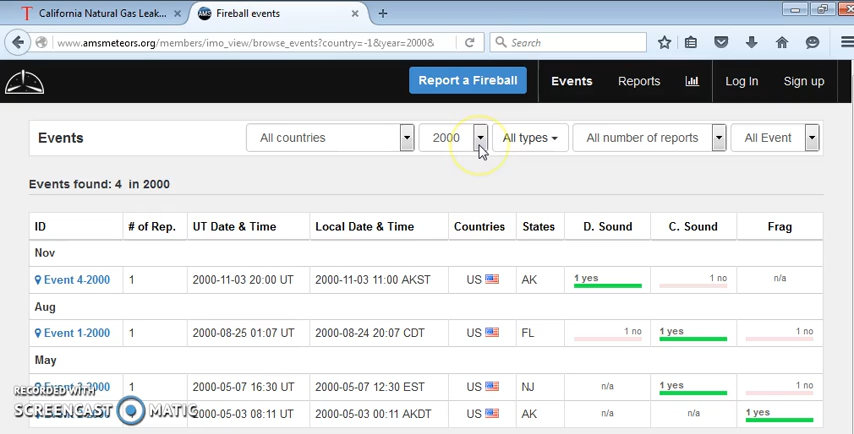 California Natural Gas Leak... × Fireball events × +
www.amsmeteors.org/members/imo_view/browse_events?country=-1&year=2000& Search
AMS Report a Fireball Events Reports Log In Sign up
Events All countries 2000 All types All number of reports All Event
Events found: 4 in 2000
ID # of Rep. UT Date & Time Local Date & Time Countries States D. Sound C. Sound Frag
Nov
Event 4-2000 1 2000-11-03 20:00 UT 2000-11-03 11:00 AKST US AK 1 yes 1 no n/a
Aug
Event 1-2000 1 2000-08-25 01:07 UT 2000-08-24 20:07 CDT US FL 1 no 1 yes 1 no
May
1 2000-05-07 16:30 UT 2000-05-07 12:30 EST US NJ n/a 1 yes 1 no
1 2000-05-03 08:11 UT 2000-05-03 00:11 AKDT US AK n/a n/a 1 yes
RECORDED WITH
SCREENCAST MATIC